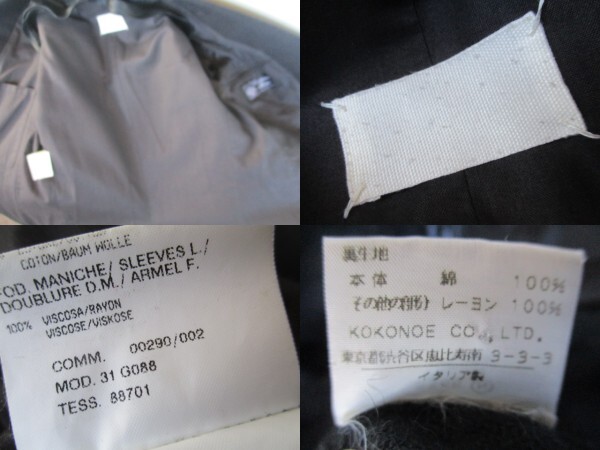 COTON/BAUM WOLLE
FOD. MANICHE/ SLEEVES L./
DOUBLURE D.M./ ARMEL F.
100% VISCOSA/RAYON
VISCOSE/VISKOSE
COMM. 00290/002
MOD. 31 G088
TESS. 88701
裏生地
本体 綿 100%
その他の部分 レーヨン 100%
KOKONOE CO., LTD.
東京都渋谷区恵比寿南 3-3-3
イタリア製